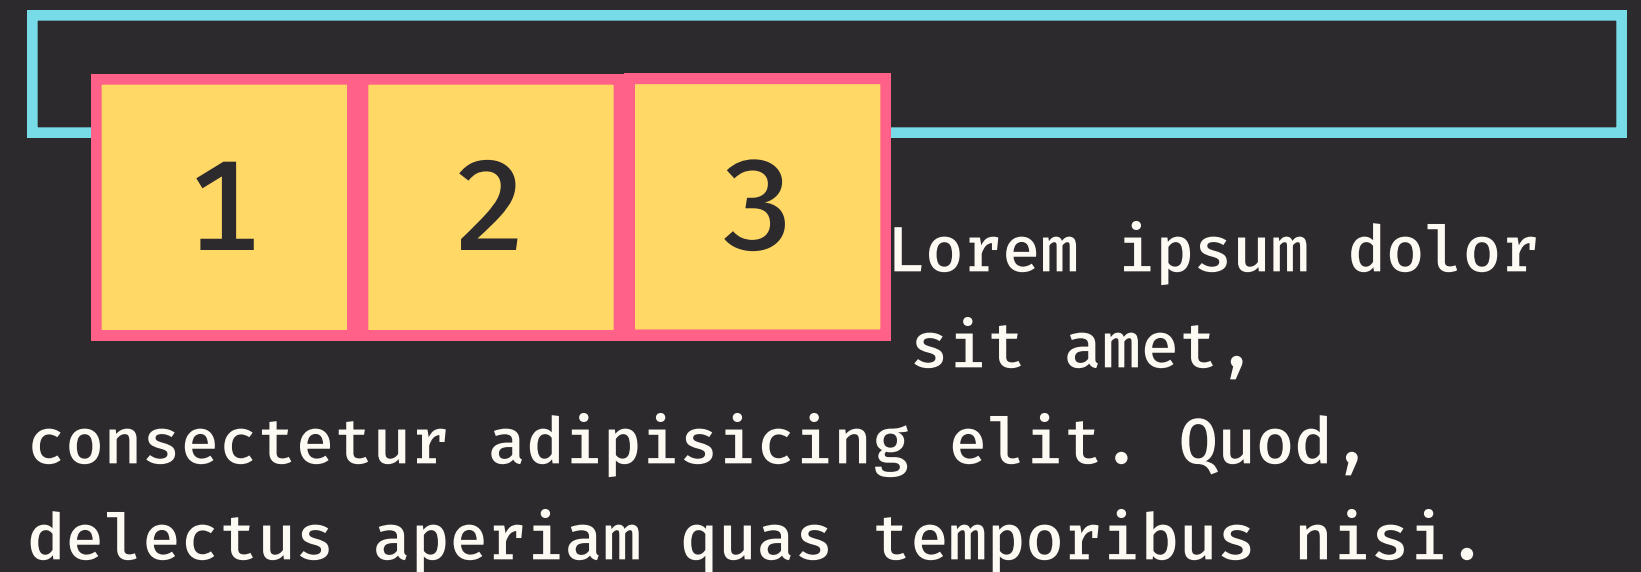 1 2 3
Lorem ipsum dolor
sit amet,
consectetur adipisicing elit. Quod,
delectus aperiam quas temporibus nisi.